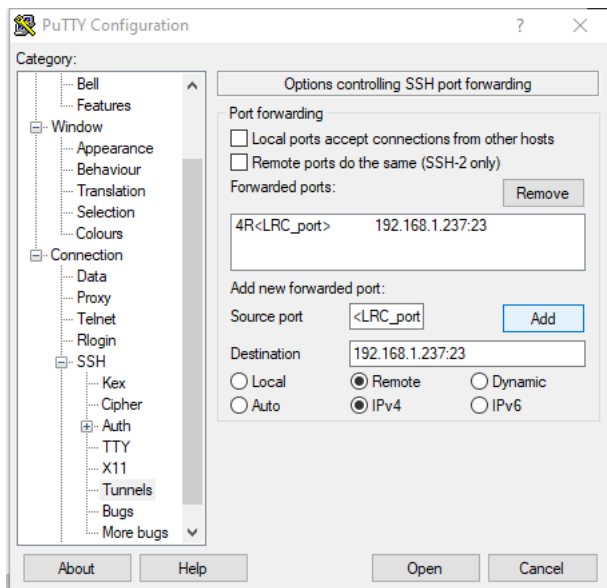 PuTTY Configuration
? ×
Category:
Bell
Features
Window
Appearance
Behaviour
Translation
Selection
Colours
Connection
Data
Proxy
Telnet
Rlogin
SSH
Kex
Cipher
Auth
TTY
X11
Tunnels
Bugs
More bugs
Options controlling SSH port forwarding
Port forwarding
Local ports accept connections from other hosts
Remote ports do the same (SSH-2 only)
Forwarded ports:
Remove
4R<LRC_port> 192.168.1.237:23
Add new forwarded port:
Source port <LRC_port Add
Destination 192.168.1.237:23
Local Remote Dynamic
Auto IPv4 IPv6
About Help Open Cancel